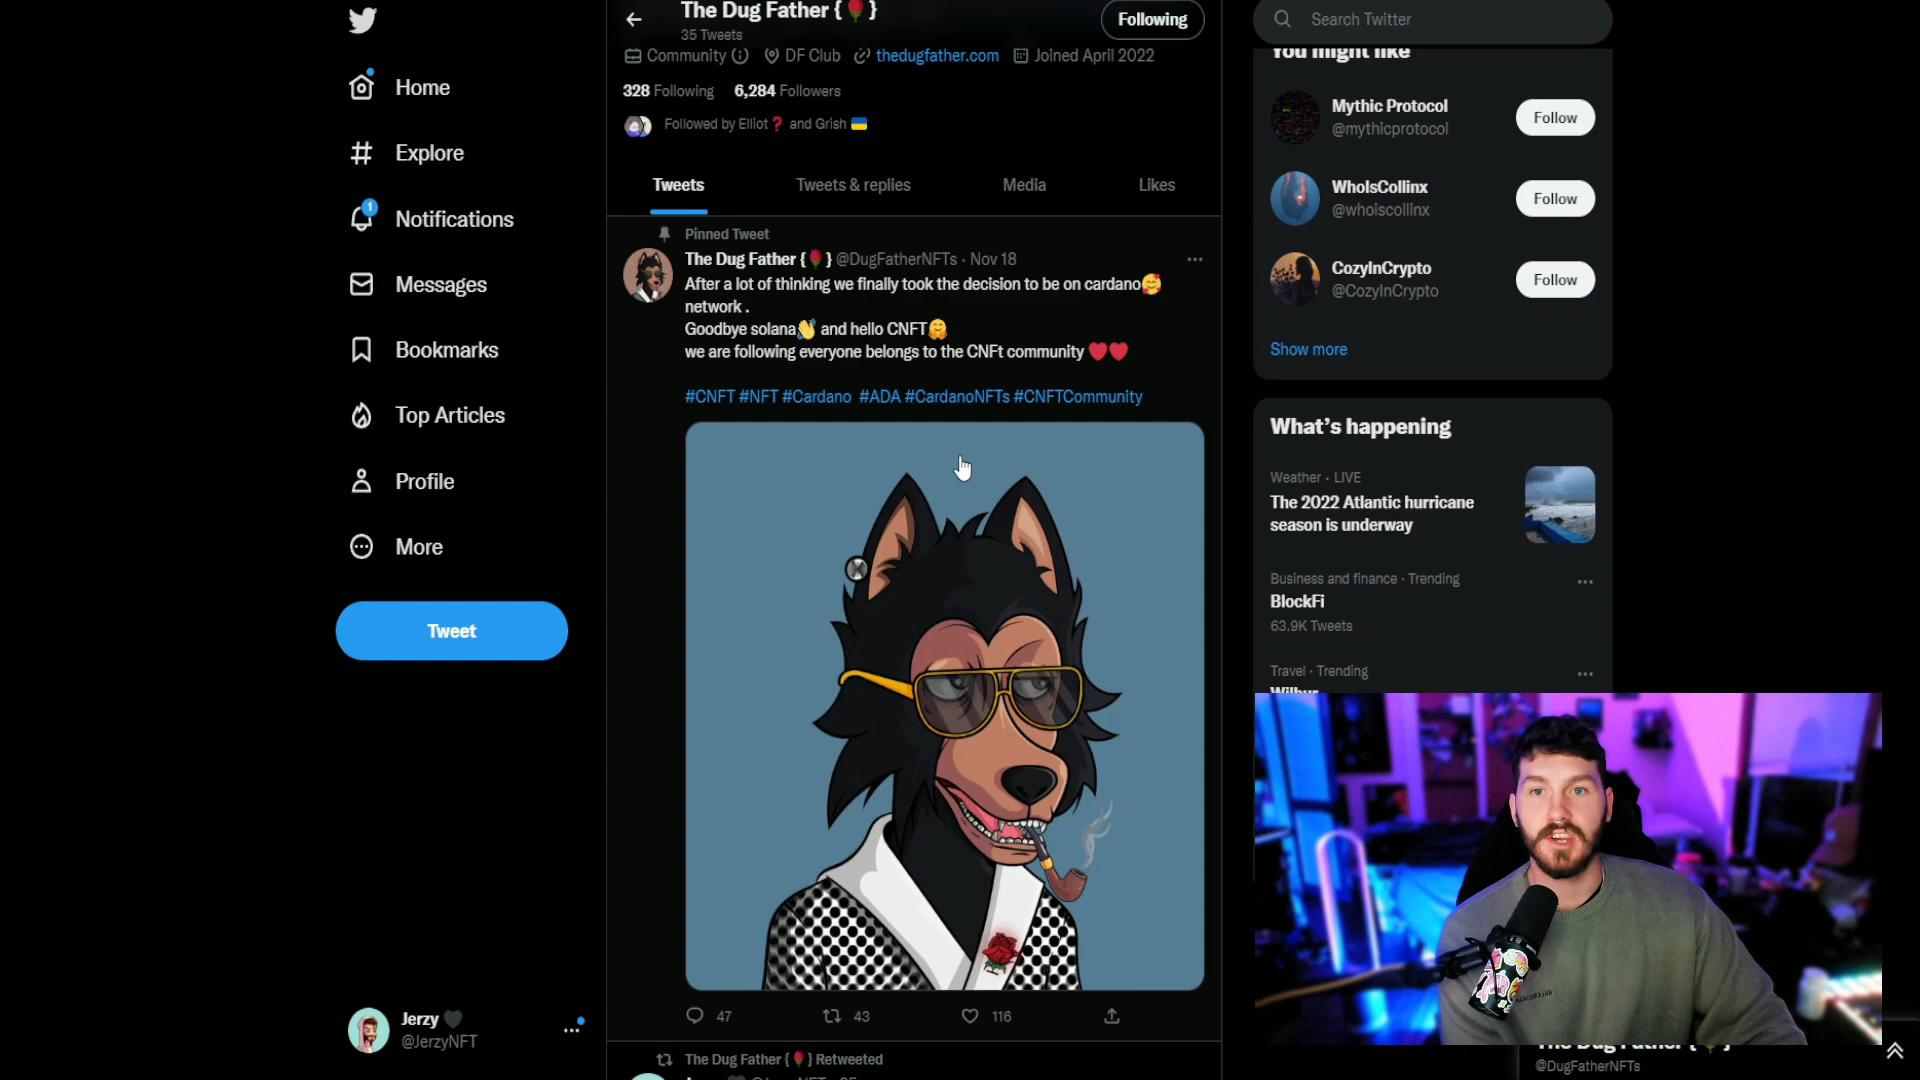 Home
Explore
1
Notifications
Messages
Bookmarks
Top Articles
Profile
More
Tweet
Jerzy
@JerzyNFT
The Dug Father {🌹}
35 Tweets
Following
Community
DF Club
thedugfather.com
Joined April 2022
328 Following 6,284 Followers
Followed by Elliot❓ and Grish 🇺🇦
Tweets
Tweets & replies
Media
Likes
Pinned Tweet
The Dug Father {🌹} @DugFatherNFTs · Nov 18
After a lot of thinking we finally took the decision to be on cardano🥰
network .
Goodbye solana👋 and hello CNFT🤗
we are following everyone belongs to the CNFt community ❤️❤️
#CNFT #NFT #Cardano #ADA #CardanoNFTs #CNFTCommunity
47
43
116
The Dug Father {🌹} Retweeted
Search Twitter
You might like
Mythic Protocol
@mythicprotocol
Follow
WhoIsCollinx
@whoiscollinx
Follow
CozyInCrypto
@CozyInCrypto
Follow
Show more
What's happening
Weather · LIVE
The 2022 Atlantic hurricane
season is underway
Business and finance · Trending
BlockFi
63.9K Tweets
Travel · Trending
Wilbur
The Dug Father {🌹}
@DugFatherNFTs